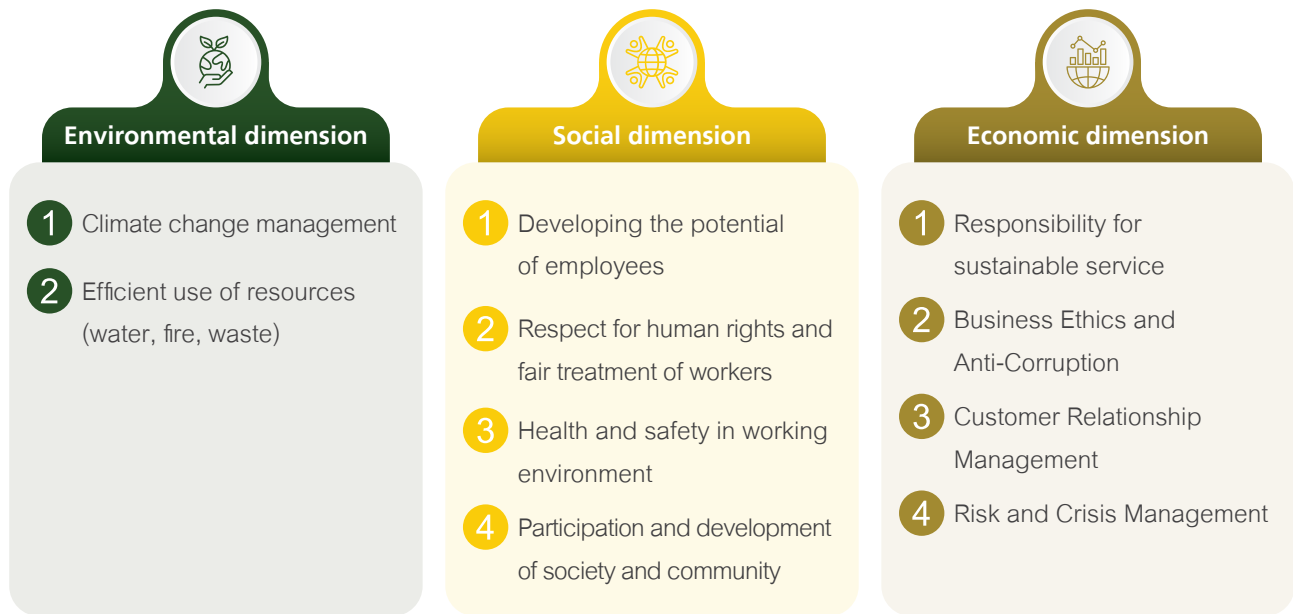 Environmental dimension
1 Climate change management
2 Efficient use of resources
(water, fire, waste)
Social dimension
1 Developing the potential
of employees
2 Respect for human rights and
fair treatment of workers
3 Health and safety in working
environment
4 Participation and development
of society and community
Economic dimension
1 Responsibility for
sustainable service
2 Business Ethics and
Anti-Corruption
3 Customer Relationship
Management
4 Risk and Crisis Management